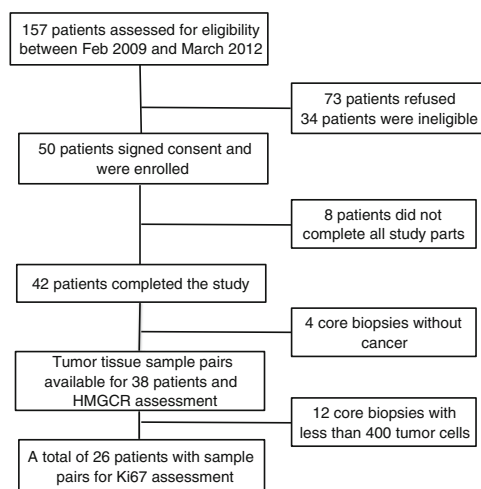 157 patients assessed for eligibility
between Feb 2009 and March 2012
73 patients refused
34 patients were ineligible
50 patients signed consent and
were enrolled
8 patients did not
complete all study parts
42 patients completed the study
4 core biopsies without
cancer
Tumor tissue sample pairs
available for 38 patients and
HMGCR assessment
12 core biopsies with
less than 400 tumor cells
A total of 26 patients with sample
pairs for Ki67 assessment